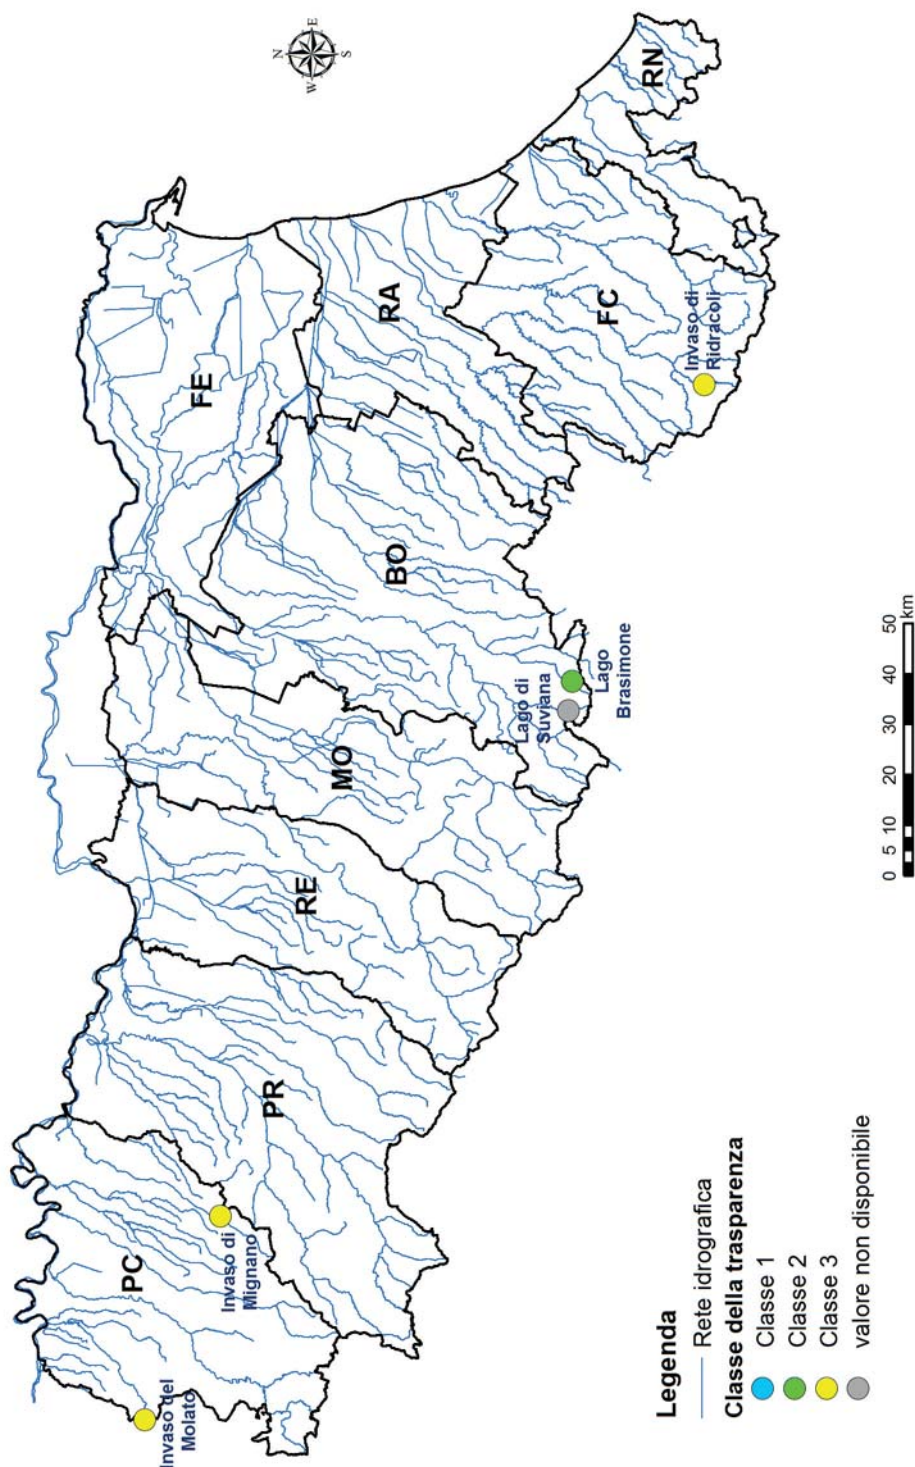 Invaso del
Molato
PC
Invaso di
Mignano
PR
RE
MO
BO
FE
RA
FC
RN
Lago di
Suviana
Lago
Brasimone
Invaso di
Ridracoli
N
E
S
W
Legenda
Rete idrografica
Classe della trasparenza
Classe 1
Classe 2
Classe 3
valore non disponibile
0 5 10 20 30 40 50
km